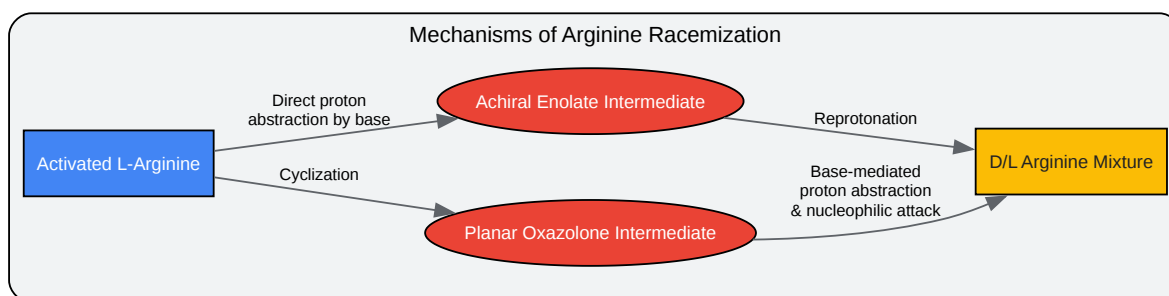 Mechanisms of Arginine Racemization
Direct proton
abstraction by base
Achiral Enolate Intermediate
Reprotonation
Activated L-Arginine
D/L Arginine Mixture
Cyclization
Planar Oxazolone Intermediate
Base-mediated
proton abstraction
& nucleophilic attack